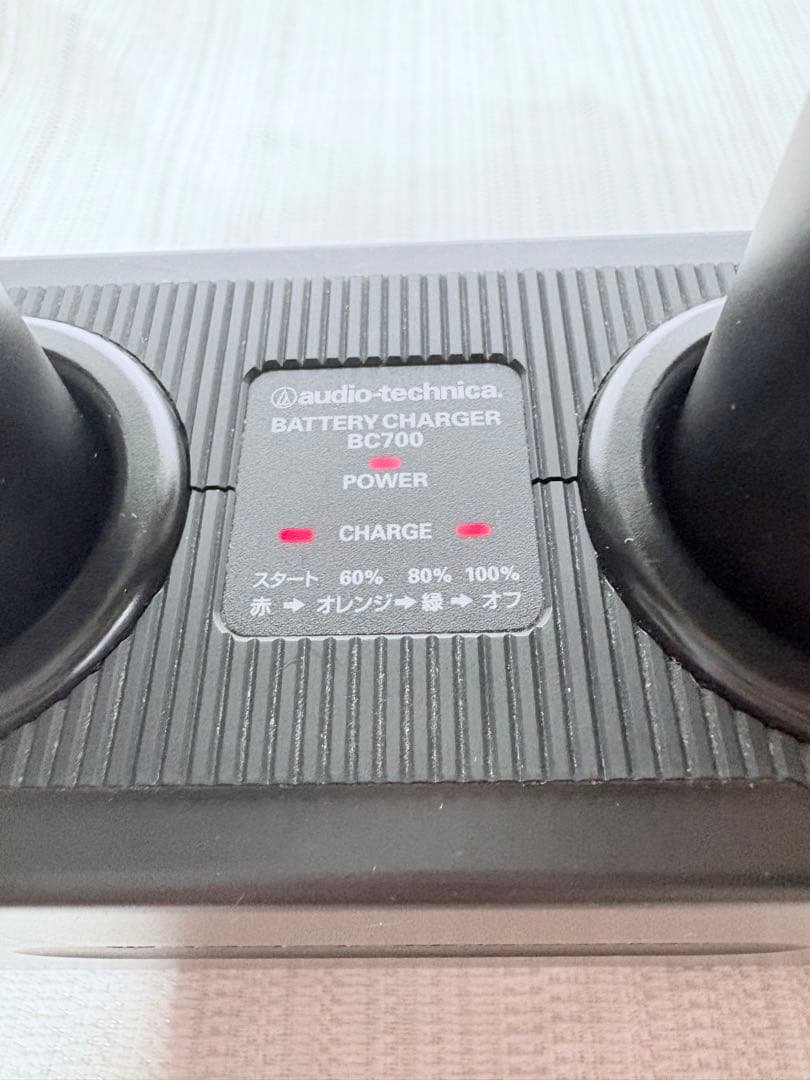 audio-technica.
BATTERY CHARGER
BC700
POWER
CHARGE
スタート 60% 80% 100%
赤 ➡ オレンジ ➡ 緑 ➡ オフ